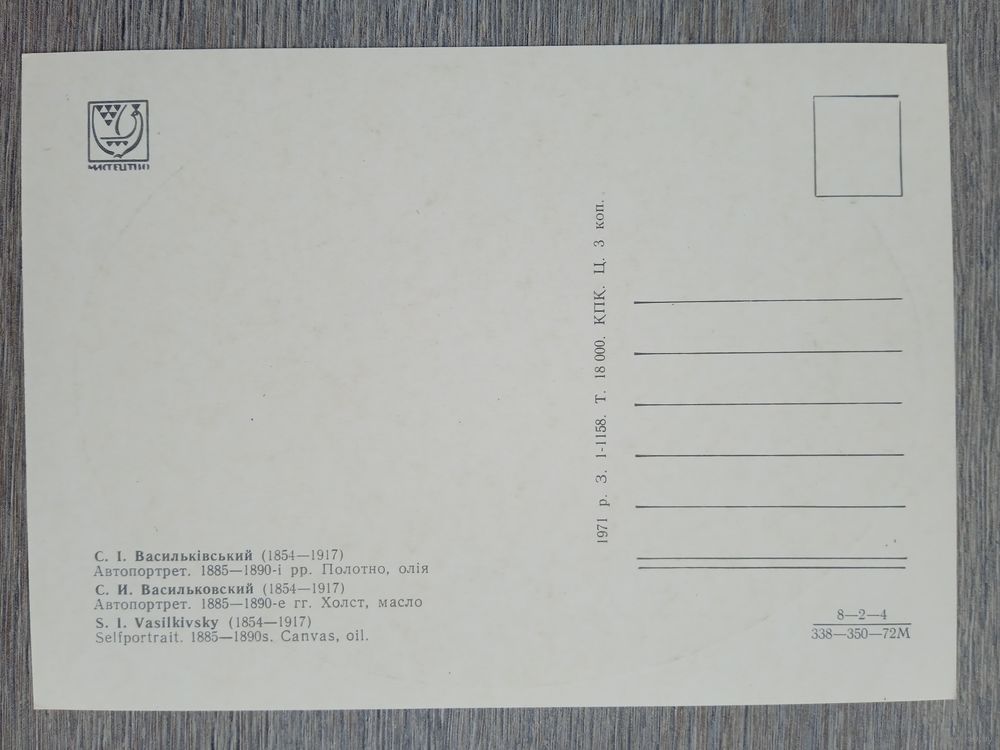 МИСТЕЦТВО
С. І. Васильківський (1854—1917)
Автопортрет. 1885—1890-і рр. Полотно, олія
С. И. Васильковский (1854—1917)
Автопортрет. 1885—1890-е гг. Холст, масло
S. I. Vasilkivsky (1854—1917)
Selfportrait. 1885—1890s. Canvas, oil.
1971 р. З. 1-1158. Т. 18 000. КПК. Ц. 3 коп.
8—2—4
338—350—72М